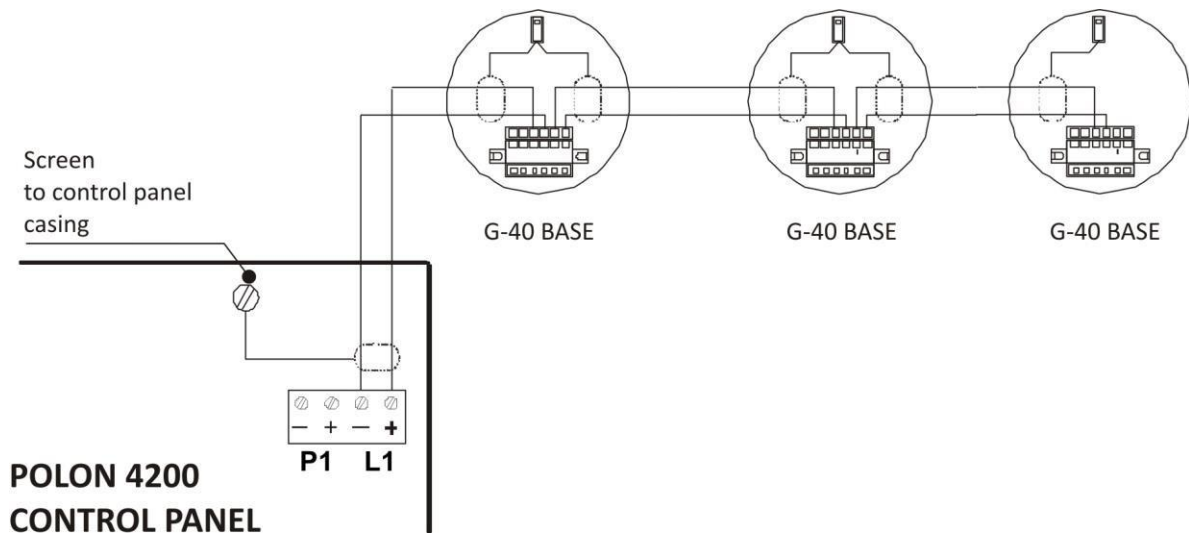 Screen
to control panel
casing
G-40 BASE
G-40 BASE
G-40 BASE
− + − +
P1 L1
POLON 4200
CONTROL PANEL